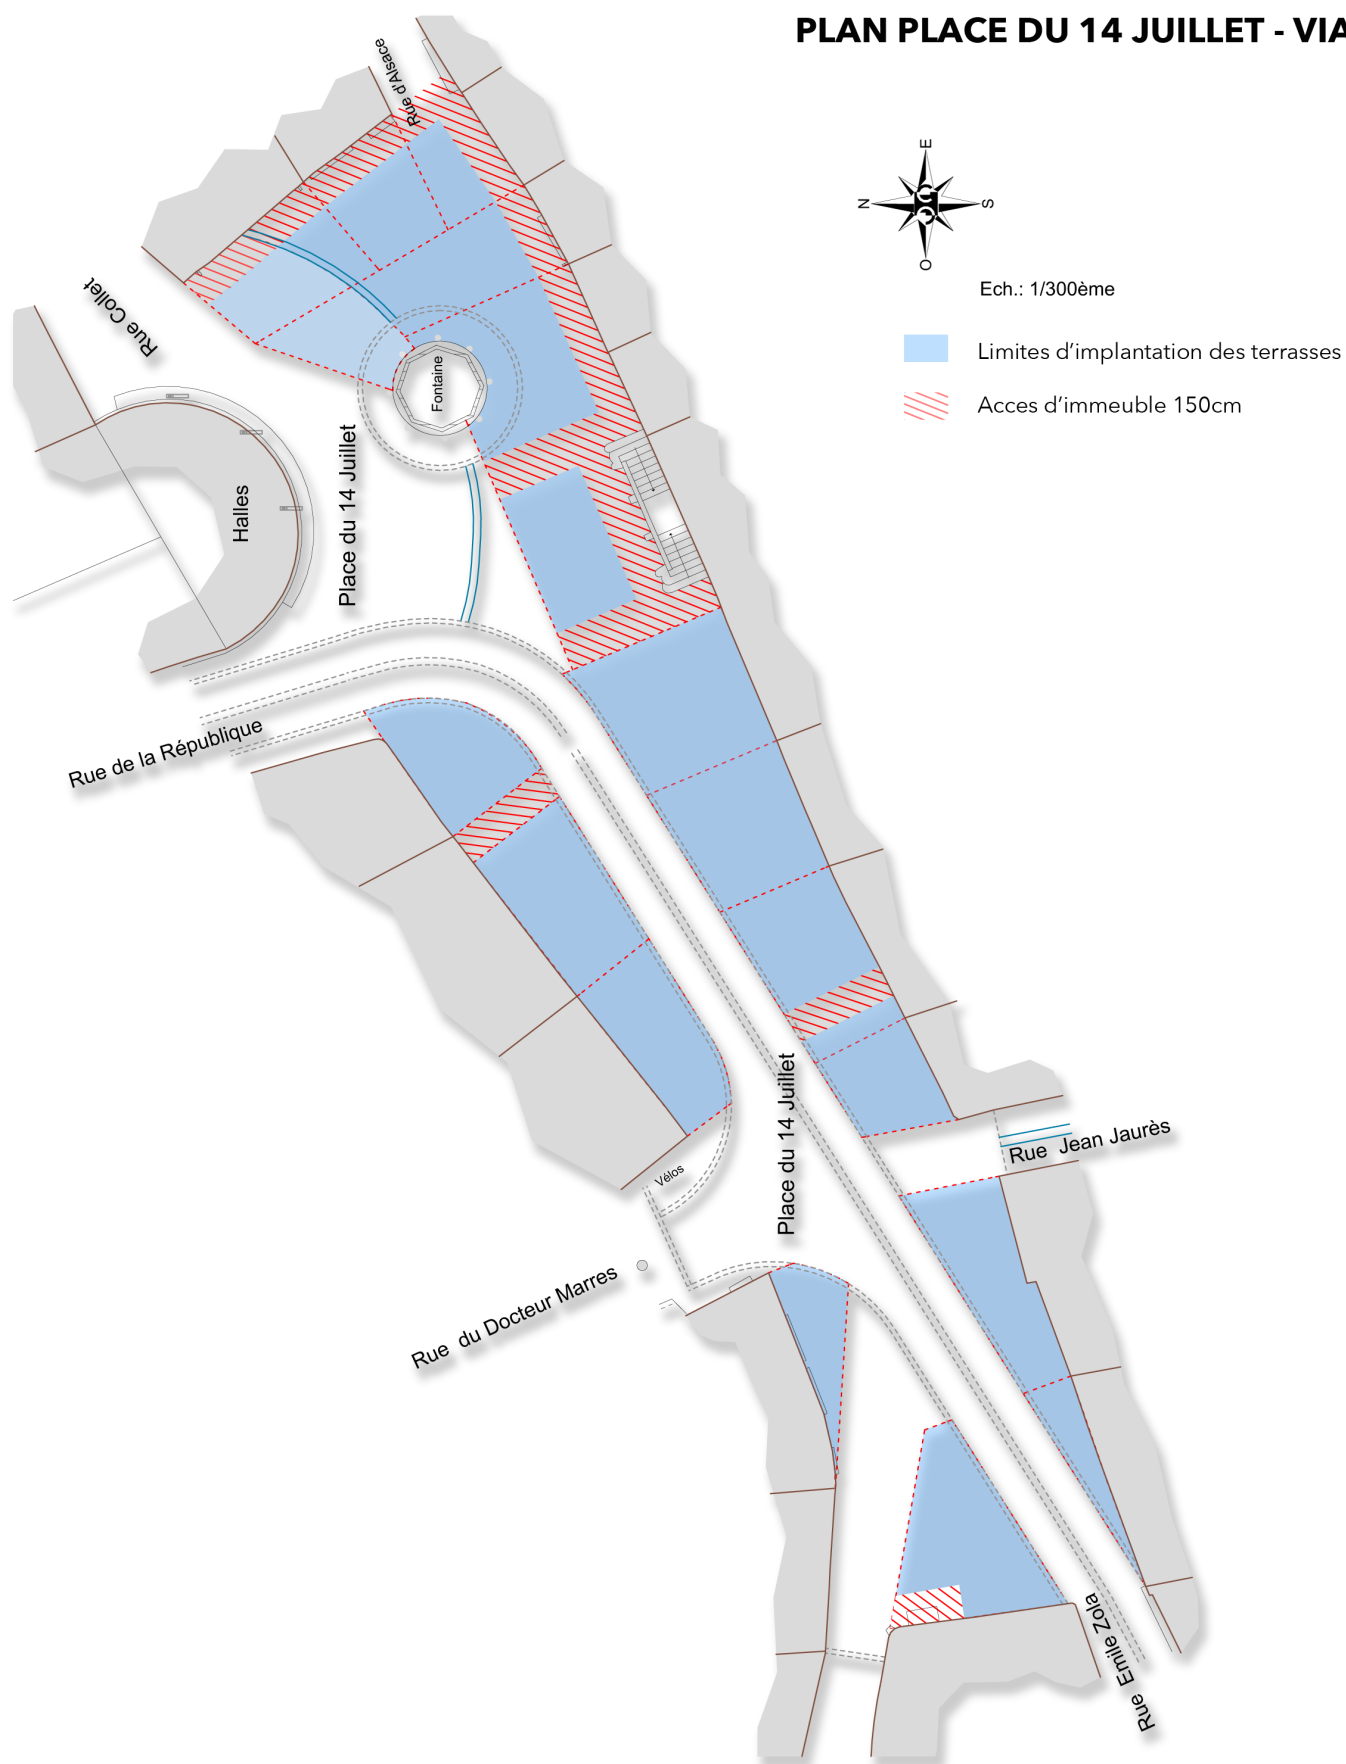 PLAN PLACE DU 14 JUILLET - VIA
Rue d'Alsace
E
N
S
O
Ech.: 1/300ème
Limites d'implantation des terrasses
Acces d'immeuble 150cm
Rue Collet
Fontaine
Place du 14 Juillet
Halles
Rue de la République
Place du 14 Juillet
Rue Jean Jaurès
Vélos
Rue du Docteur Marres
Rue Emile Zola